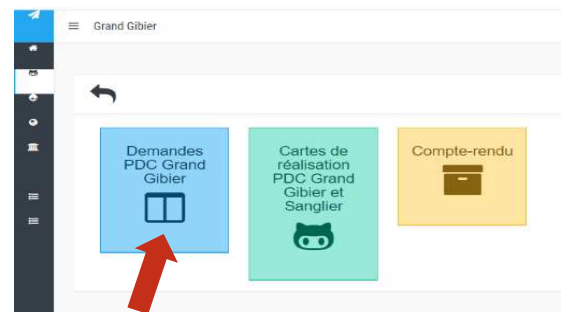 Grand Gibier
Demandes
PDC Grand
Gibier
Cartes de
réalisation
PDC Grand
Gibier et
Sanglier
Compte-rendu